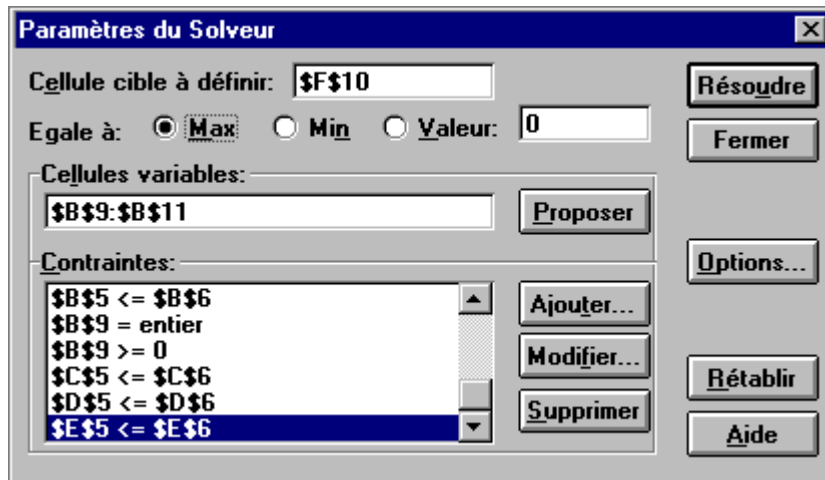 Paramètres du Solveur
Cellule cible à définir: $F$10
Résoudre
Egale à: Max Min Valeur: 0
Fermer
Cellules variables:
$B$9:$B$11 Proposer
Contraintes:
Options...
$B$5 <= $B$6
$B$9 = entier
$B$9 >= 0
$C$5 <= $C$6
$D$5 <= $D$6
$E$5 <= $E$6
Ajouter...
Modifier...
Supprimer
Rétablir
Aide